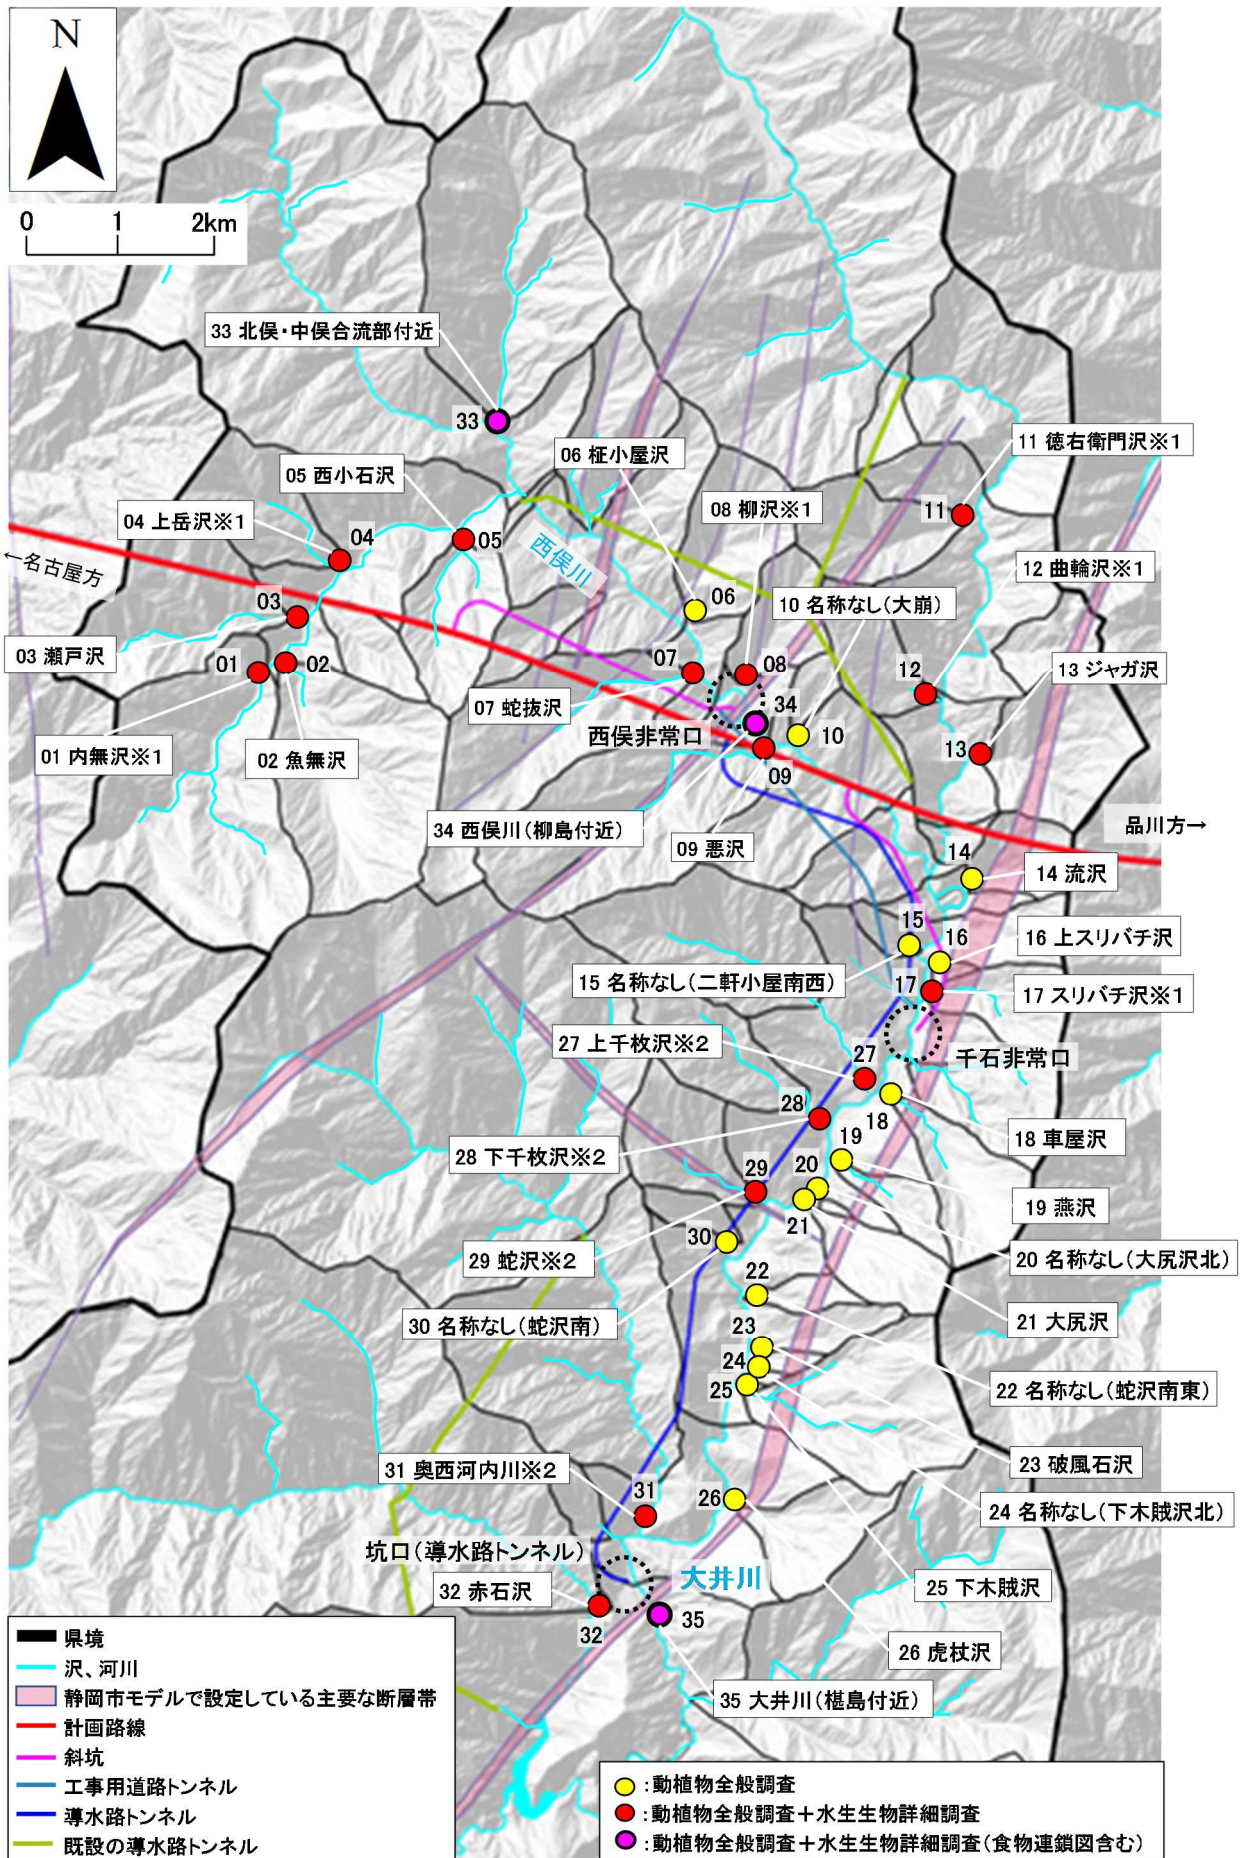 N
0 1 2km
33 北俣・中俣合流部付近
33
06 柾小屋沢
11 徳右衛門沢※1
05 西小石沢
08 柳沢※1
11
04 上岳沢※1
04
05
西俣川
12 曲輪沢※1
←名古屋方
03
06
10 名称なし(大崩)
03 瀬戸沢
01
02
07
08
12
13 ジャガ沢
07 蛇抜沢
34
西俣非常口
10
13
01 内無沢※1
02 魚無沢
09
34 西俣川(柳島付近)
品川方→
09 悪沢
14
14 流沢
15
16
16 上スリバチ沢
15 名称なし(二軒小屋南西)
17
17 スリバチ沢※1
27 上千枚沢※2
27
千石非常口
28
18
18 車屋沢
28 下千枚沢※2
19
29
20
19 燕沢
21
30
29 蛇沢※2
20 名称なし(大尻沢北)
22
30 名称なし(蛇沢南)
21 大尻沢
23
24
25
22 名称なし(蛇沢南東)
31 奥西河内川※2
23 破風石沢
31
26
24 名称なし(下木賊沢北)
坑口(導水路トンネル)
大井川
25 下木賊沢
32 赤石沢
32
35
26 虎杖沢
35 大井川(椹島付近)
県境
沢、河川
静岡市モデルで設定している主要な断層帯
計画路線
斜坑
工事用道路トンネル
導水路トンネル
既設の導水路トンネル
:動植物全般調査
:動植物全般調査+水生生物詳細調査
:動植物全般調査+水生生物詳細調査(食物連鎖図含む)